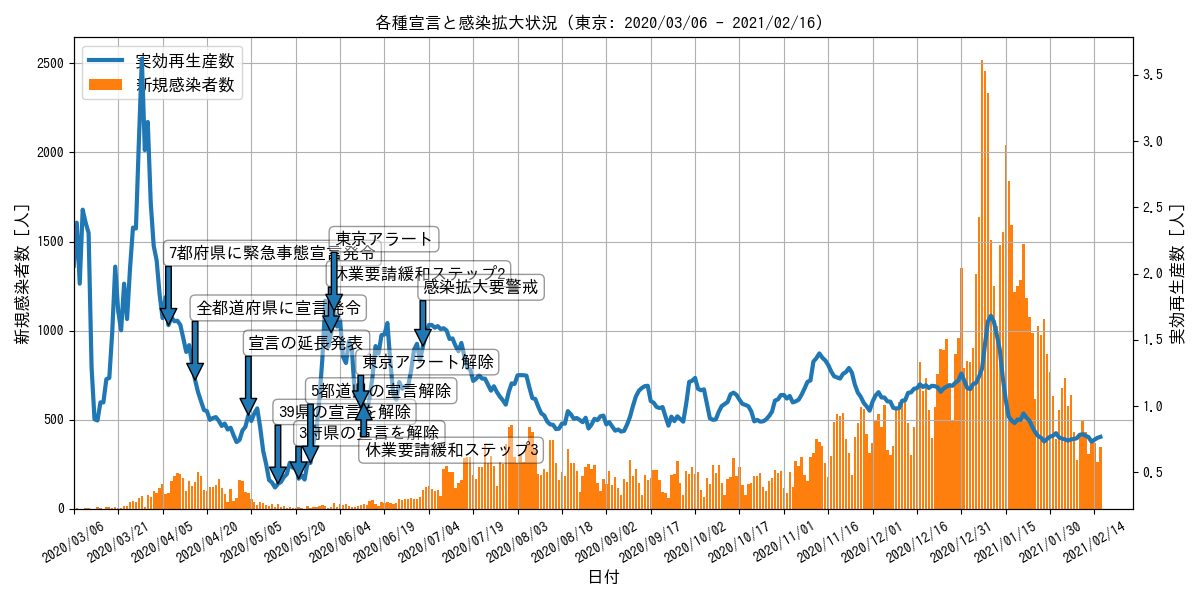 各種宣言と感染拡大状況 (東京: 2020/03/06 - 2021/02/16)
実効再生産数
新規感染者数
新規感染者数 [人]
2500
2000
1500
1000
500
0
実効再生産数 [人]
3.5
3.0
2.5
2.0
1.5
1.0
0.5
東京アラート
7都府県に緊急事態宣言発令
休業要請緩和ステップ2
感染拡大要警戒
全都道府県に宣言発令
宣言の延長発表
東京アラート解除
5都道県の宣言解除
39県の宣言を解除
3府県の宣言を解除
休業要請緩和ステップ3
2020/03/06
2020/03/21
2020/04/05
2020/04/20
2020/05/05
2020/05/20
2020/06/04
2020/06/19
2020/07/04
2020/07/19
2020/08/03
2020/08/18
2020/09/02
2020/09/17
2020/10/02
2020/10/17
2020/11/01
2020/11/16
2020/12/01
2020/12/16
2020/12/31
2021/01/15
2021/01/30
2021/02/14
日付